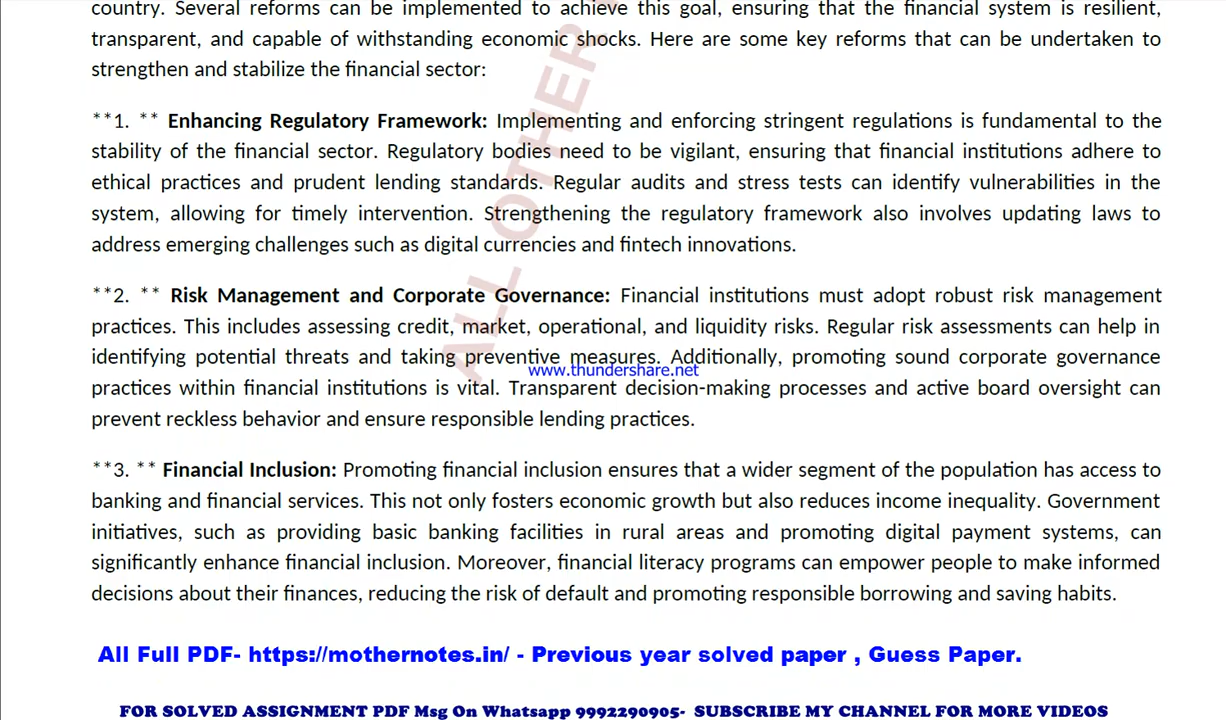 country. Several reforms can be implemented to achieve this goal, ensuring that the financial system is resilient,
transparent, and capable of withstanding economic shocks. Here are some key reforms that can be undertaken to
strengthen and stabilize the financial sector:
**1. ** Enhancing Regulatory Framework: Implementing and enforcing stringent regulations is fundamental to the
stability of the financial sector. Regulatory bodies need to be vigilant, ensuring that financial institutions adhere to
ethical practices and prudent lending standards. Regular audits and stress tests can identify vulnerabilities in the
system, allowing for timely intervention. Strengthening the regulatory framework also involves updating laws to
address emerging challenges such as digital currencies and fintech innovations.
**2. ** Risk Management and Corporate Governance: Financial institutions must adopt robust risk management
practices. This includes assessing credit, market, operational, and liquidity risks. Regular risk assessments can help in
identifying potential threats and taking preventive measures. Additionally, promoting sound corporate governance
www.thundershare.net
practices within financial institutions is vital. Transparent decision-making processes and active board oversight can
prevent reckless behavior and ensure responsible lending practices.
**3. ** Financial Inclusion: Promoting financial inclusion ensures that a wider segment of the population has access to
banking and financial services. This not only fosters economic growth but also reduces income inequality. Government
initiatives, such as providing basic banking facilities in rural areas and promoting digital payment systems, can
significantly enhance financial inclusion. Moreover, financial literacy programs can empower people to make informed
decisions about their finances, reducing the risk of default and promoting responsible borrowing and saving habits.
ALL OTHER
All Full PDF- https://mothernotes.in/ - Previous year solved paper , Guess Paper.
FOR SOLVED ASSIGNMENT PDF Msg On Whatsapp 9992290905- SUBSCRIBE MY CHANNEL FOR MORE VIDEOS